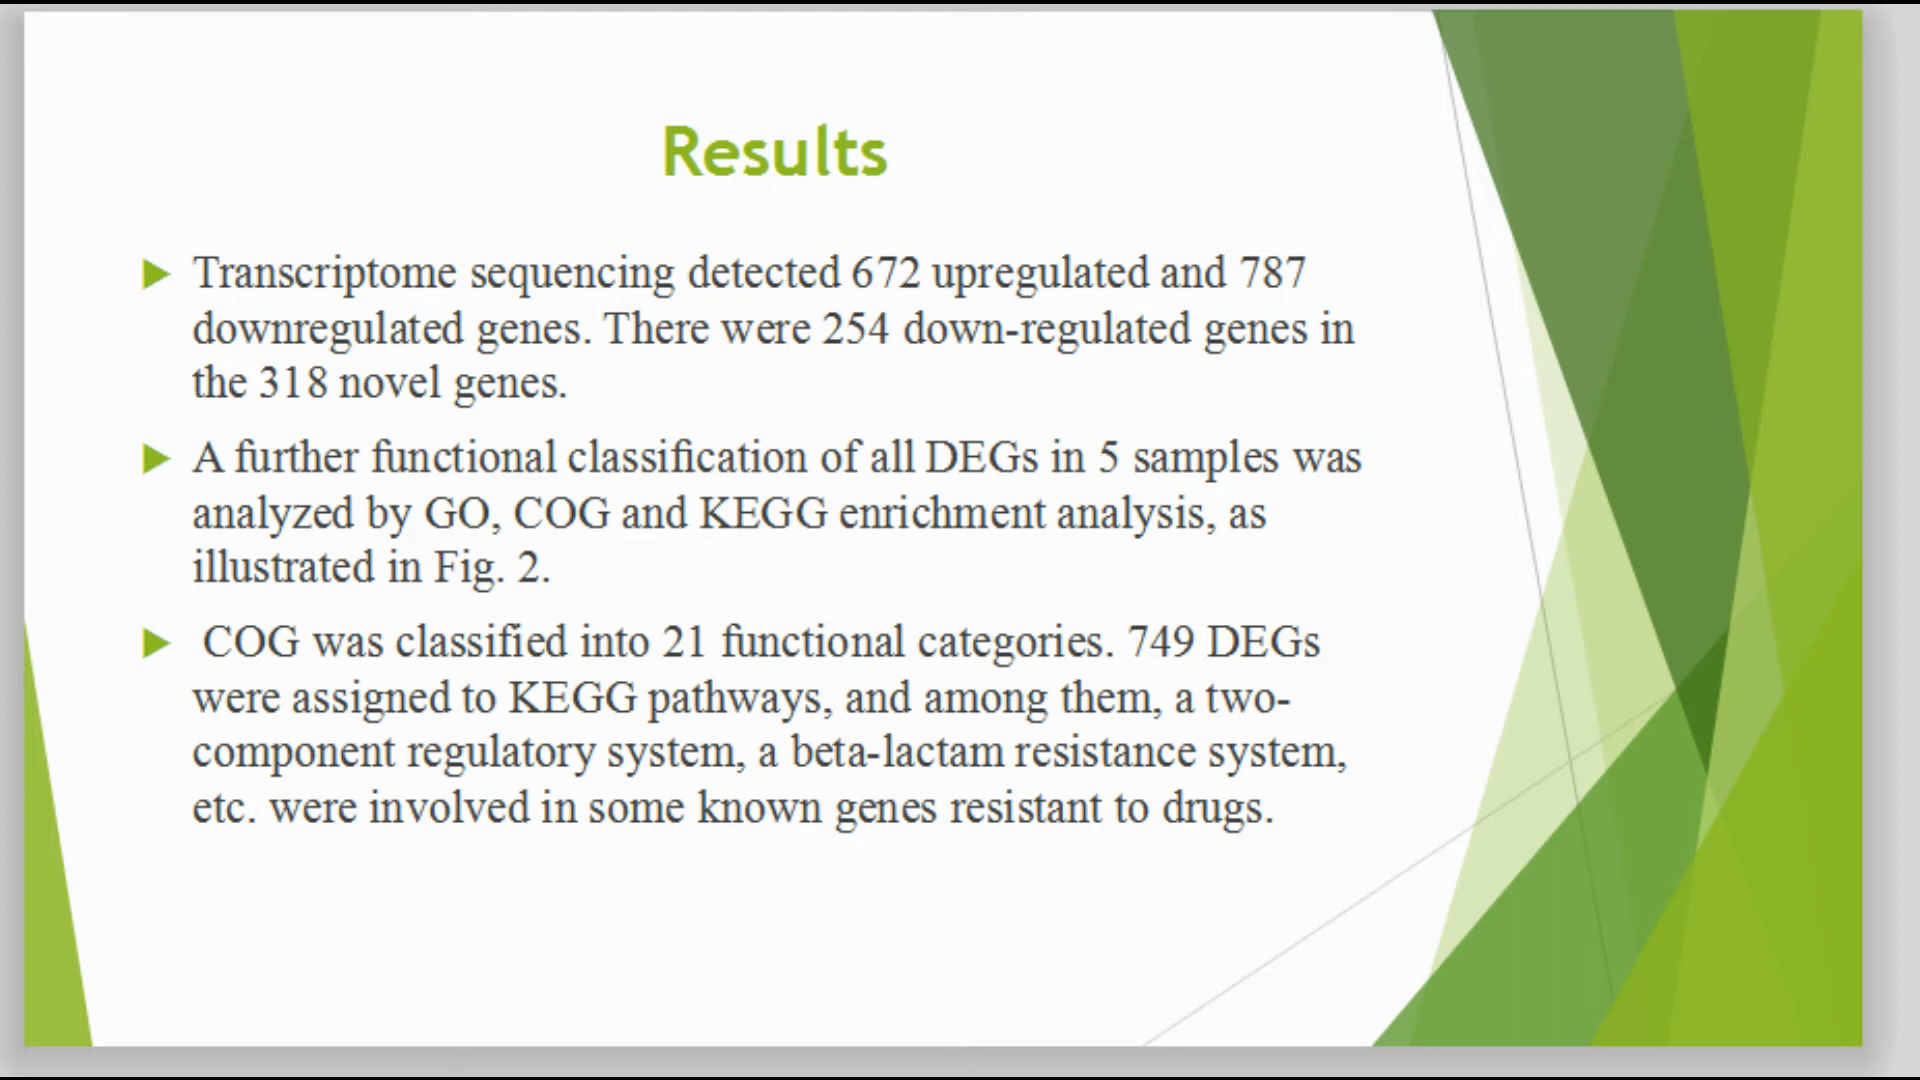 Results
Transcriptome sequencing detected 672 upregulated and 787
downregulated genes. There were 254 down-regulated genes in
the 318 novel genes.
A further functional classification of all DEGs in 5 samples was
analyzed by GO, COG and KEGG enrichment analysis, as
illustrated in Fig. 2.
COG was classified into 21 functional categories. 749 DEGs
were assigned to KEGG pathways, and among them, a two-
component regulatory system, a beta-lactam resistance system,
etc. were involved in some known genes resistant to drugs.